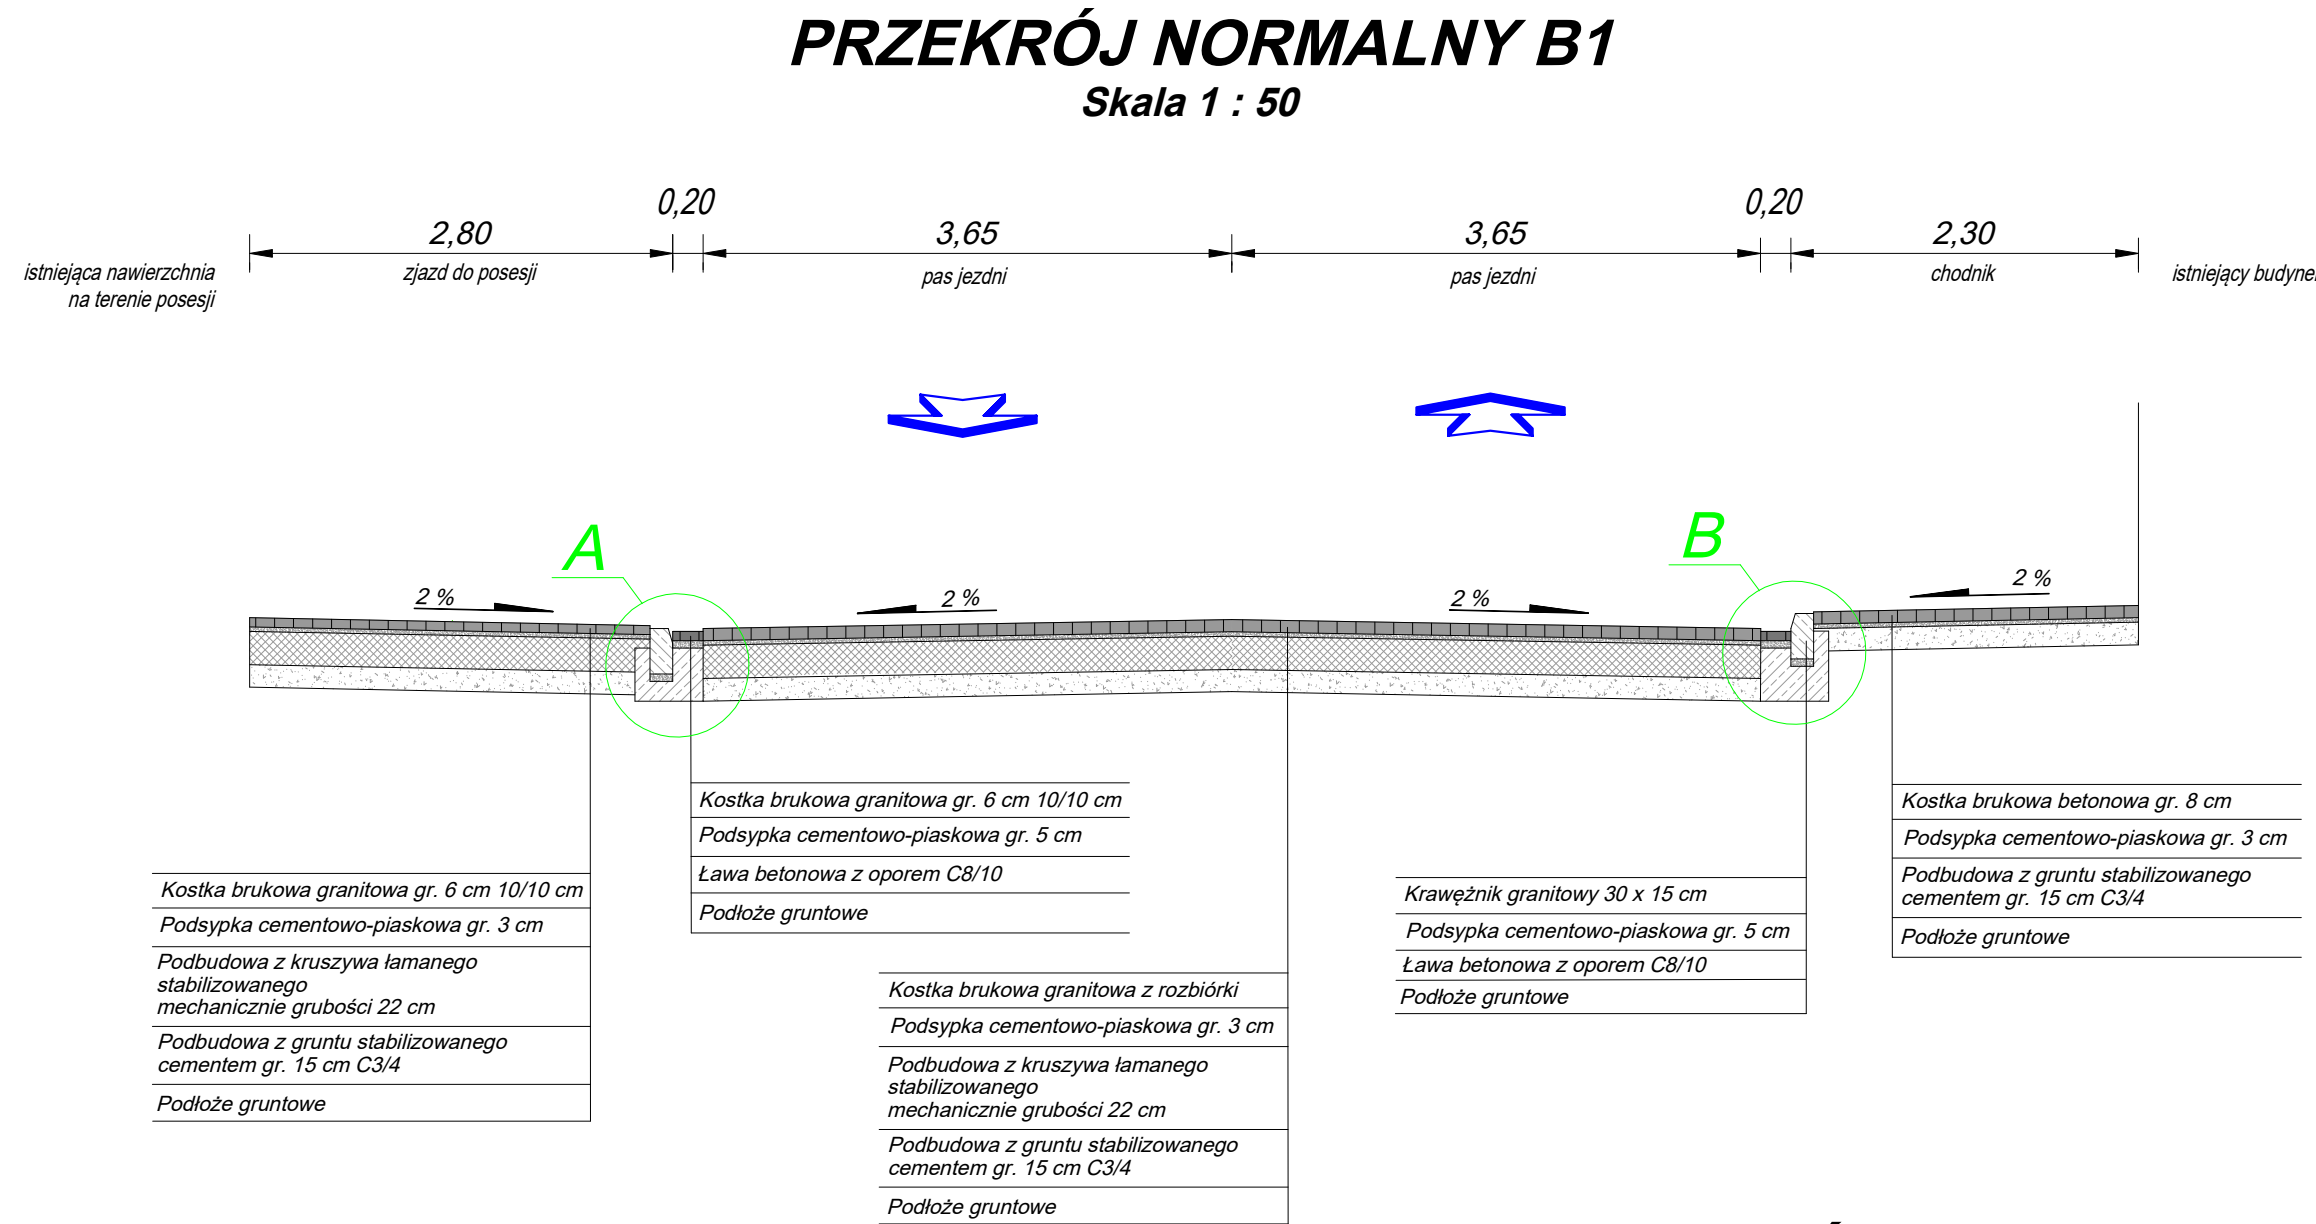 PRZEKRÓJ NORMALNY B1
Skala 1 : 50
0,20
0,20
2,80
3,65
3,65
2,30
istniejąca nawierzchnia
na terenie posesji
zjazd do posesji
pas jezdni
pas jezdni
chodnik
istniejący budynek
A
B
2 %
2 %
2 %
2 %
Kostka brukowa granitowa gr. 6 cm 10/10 cm
Podsypka cementowo-piaskowa gr. 3 cm
Podbudowa z kruszywa łamanego
stabilizowanego
mechanicznie grubości 22 cm
Podbudowa z gruntu stabilizowanego
cementem gr. 15 cm C3/4
Podłoże gruntowe
Kostka brukowa granitowa gr. 6 cm 10/10 cm
Podsypka cementowo-piaskowa gr. 5 cm
Ława betonowa z oporem C8/10
Podłoże gruntowe
Kostka brukowa granitowa z rozbiórki
Podsypka cementowo-piaskowa gr. 3 cm
Podbudowa z kruszywa łamanego
stabilizowanego
mechanicznie grubości 22 cm
Podbudowa z gruntu stabilizowanego
cementem gr. 15 cm C3/4
Podłoże gruntowe
Krawężnik granitowy 30 x 15 cm
Podsypka cementowo-piaskowa gr. 5 cm
Ława betonowa z oporem C8/10
Podłoże gruntowe
Kostka brukowa betonowa gr. 8 cm
Podsypka cementowo-piaskowa gr. 3 cm
Podbudowa z gruntu stabilizowanego
cementem gr. 15 cm C3/4
Podłoże gruntowe